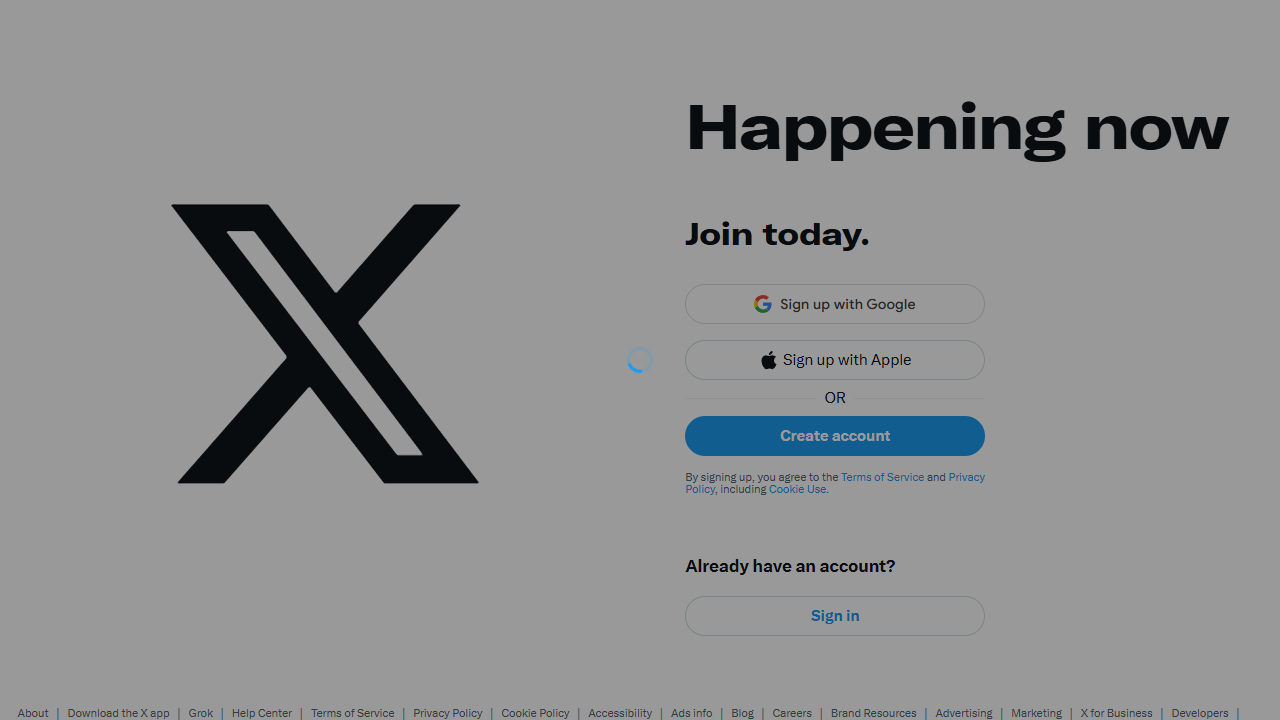 Happening now
Join today.
Sign up with Google
Sign up with Apple
OR
Create account
By signing up, you agree to the Terms of Service and Privacy
Policy, including Cookie Use.
Already have an account?
Sign in
About | Download the X app | Grok | Help Center | Terms of Service | Privacy Policy | Cookie Policy | Accessibility | Ads info | Blog | Careers | Brand Resources | Advertising | Marketing | X for Business | Developers |